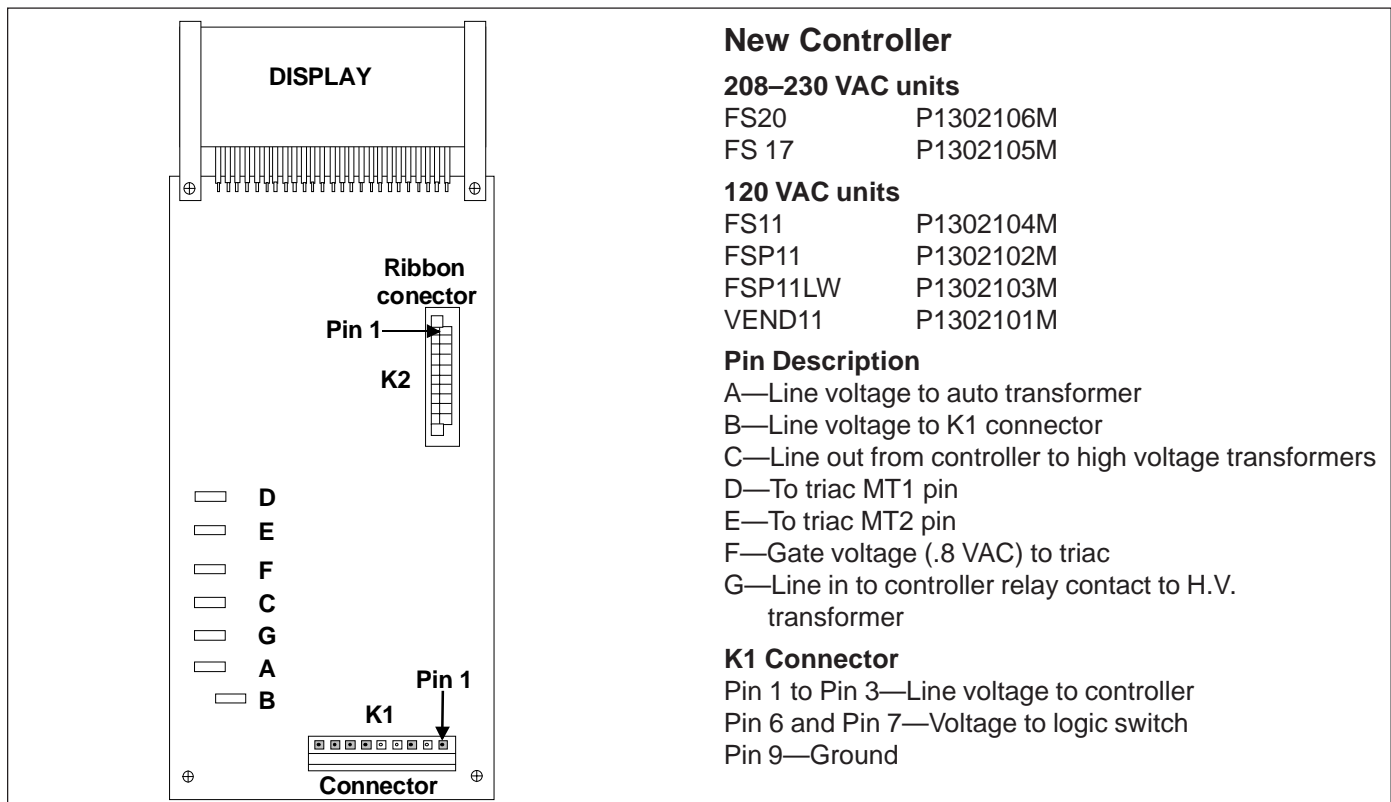 DISPLAY
Ribbon
conector
Pin 1
K2
D
E
F
C
G
A
B
Pin 1
K1
Connector
New Controller
208–230 VAC units
FS20 P1302106M
FS 17 P1302105M
120 VAC units
FS11 P1302104M
FSP11 P1302102M
FSP11LW P1302103M
VEND11 P1302101M
Pin Description
A—Line voltage to auto transformer
B—Line voltage to K1 connector
C—Line out from controller to high voltage transformers
D—To triac MT1 pin
E—To triac MT2 pin
F—Gate voltage (.8 VAC) to triac
G—Line in to controller relay contact to H.V.
transformer
K1 Connector
Pin 1 to Pin 3—Line voltage to controller
Pin 6 and Pin 7—Voltage to logic switch
Pin 9—Ground